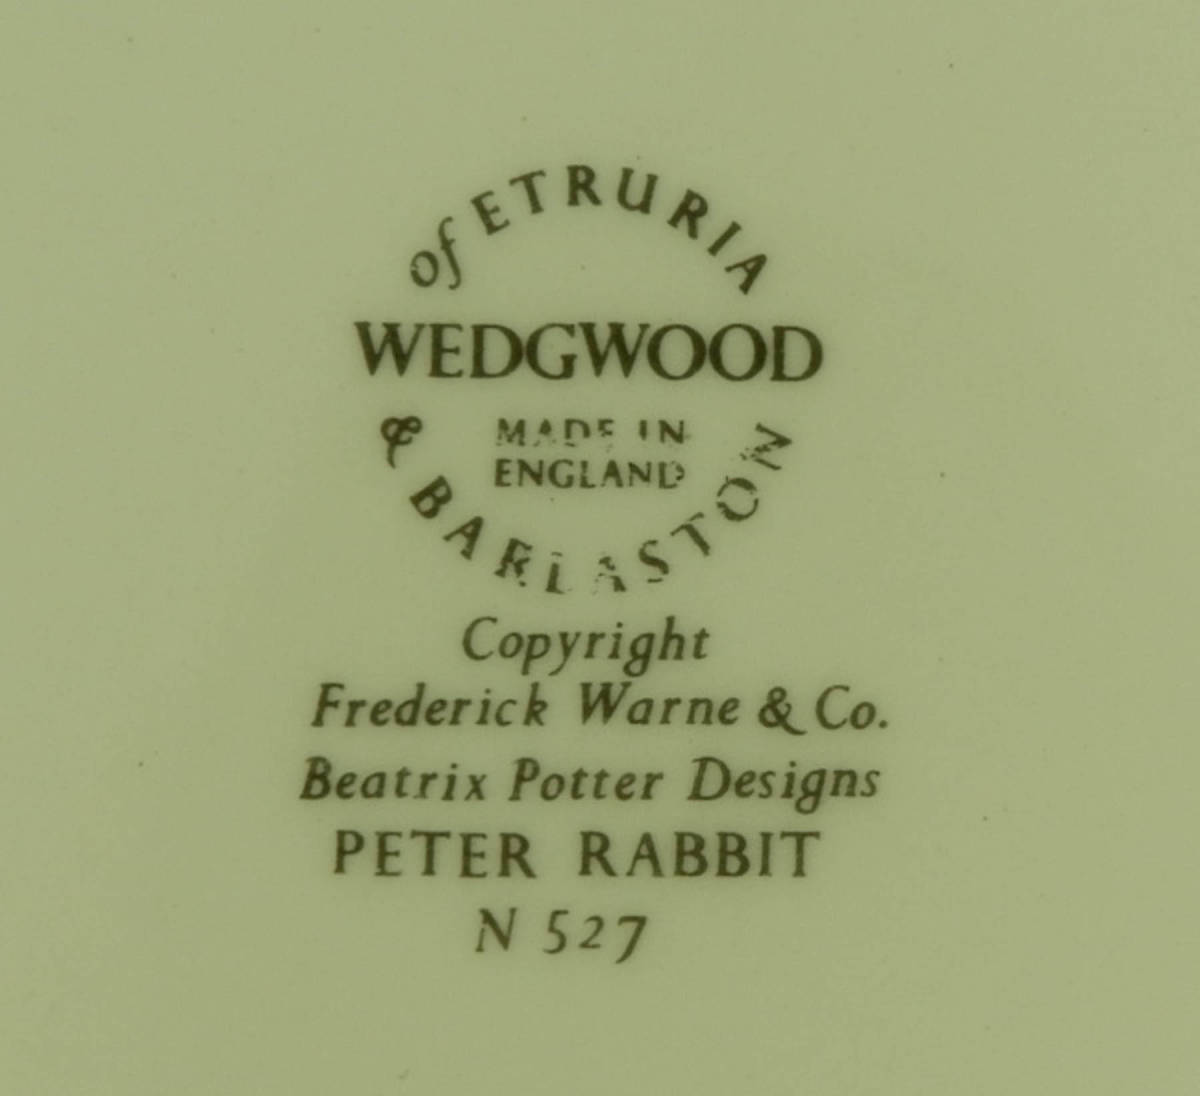 of ETRURIA
WEDGWOOD
MADE IN
ENGLAND
& BARLASTON
Copyright
Frederick Warne & Co.
Beatrix Potter Designs
PETER RABBIT
N 527